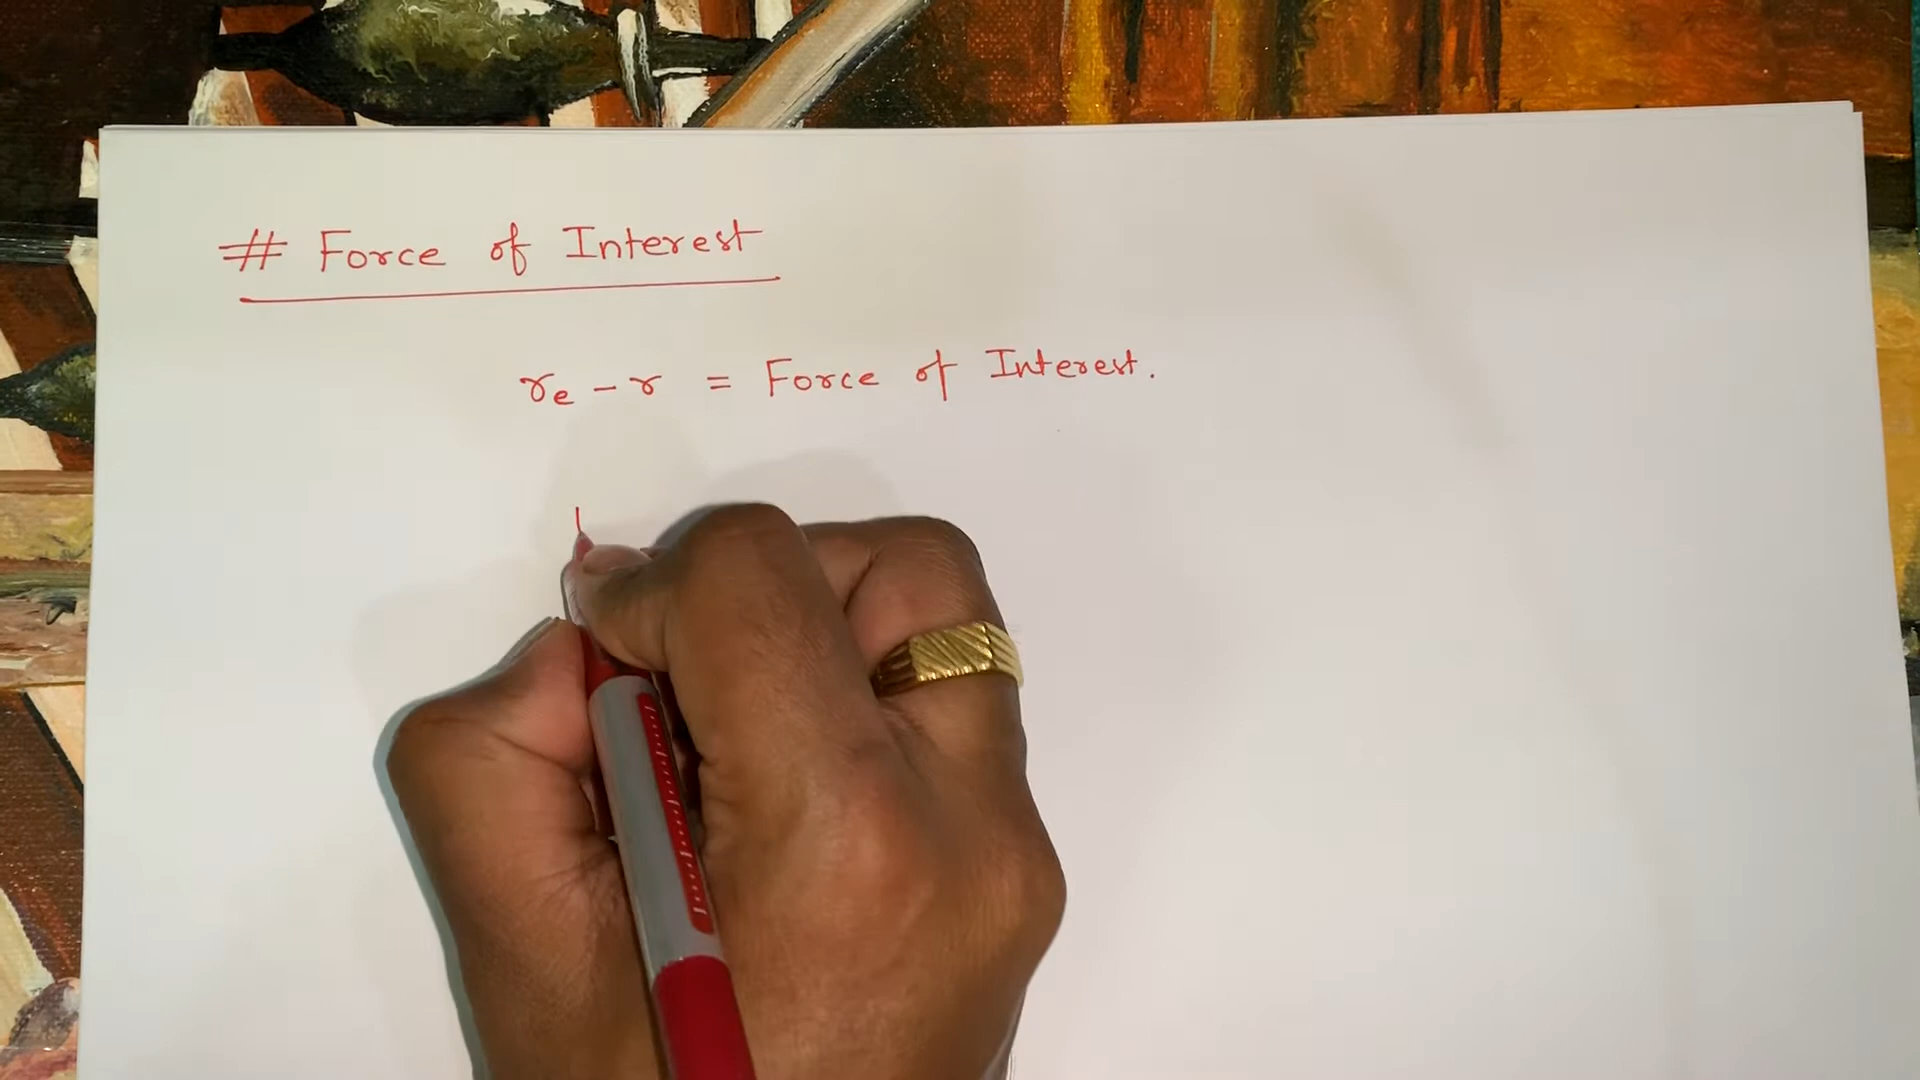 # Force of Interest
rₑ - r = Force of Interest.